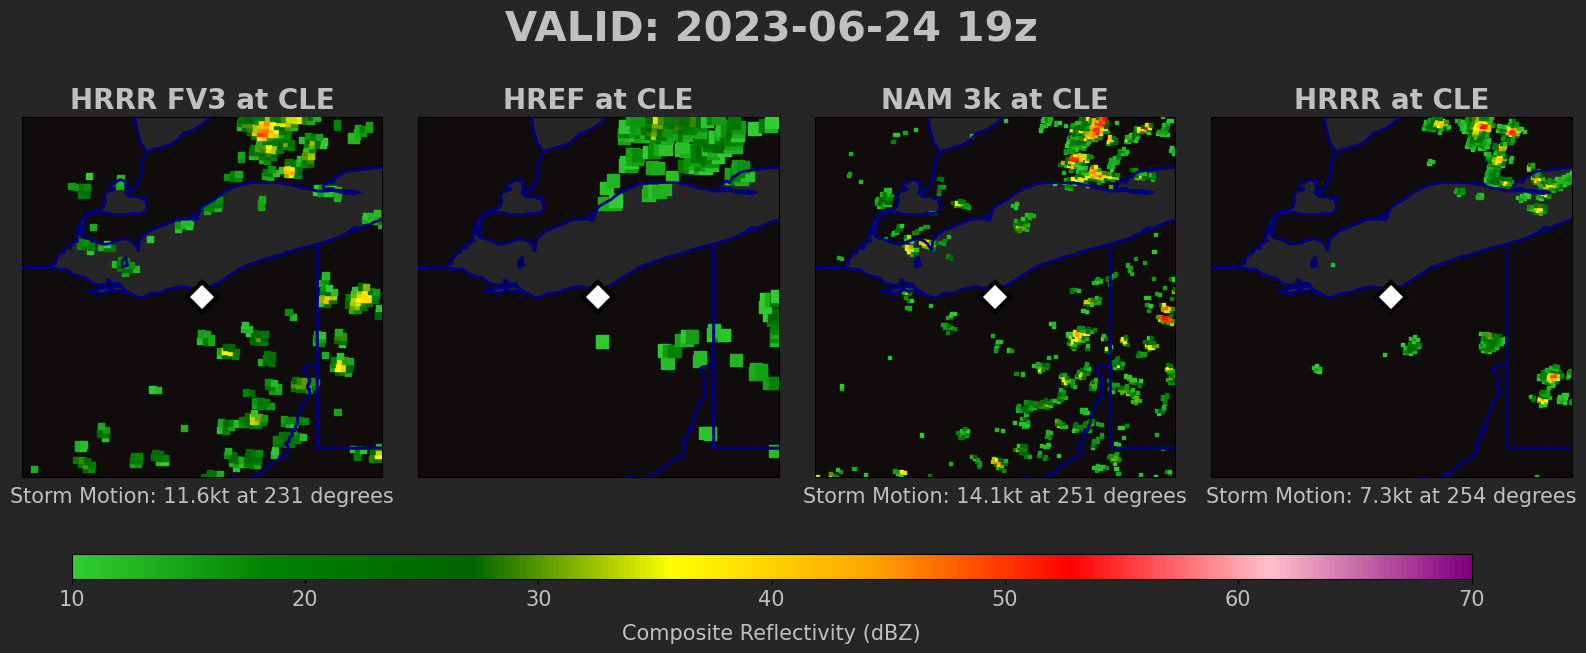 VALID: 2023-06-24 19z
HRRR FV3 at CLE
HREF at CLE
NAM 3k at CLE
HRRR at CLE
Storm Motion: 11.6kt at 231 degrees
Storm Motion: 14.1kt at 251 degrees
Storm Motion: 7.3kt at 254 degrees
10 20 30 40 50 60 70
Composite Reflectivity (dBZ)